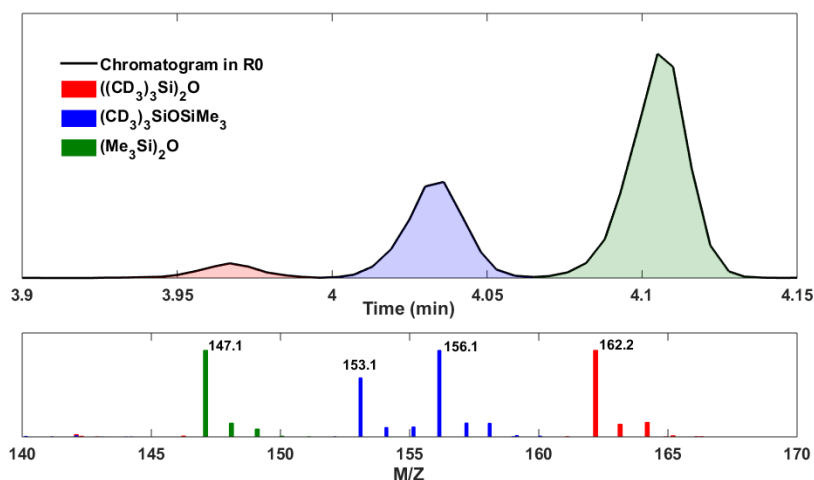 Chromatogram in R0
((CD3)3Si)2O
(CD3)3SiOSiMe3
(Me3Si)2O
3.9 3.95 4 4.05 4.1 4.15
Time (min)
147.1 153.1 156.1 162.2
140 145 150 155 160 165 170
M/Z